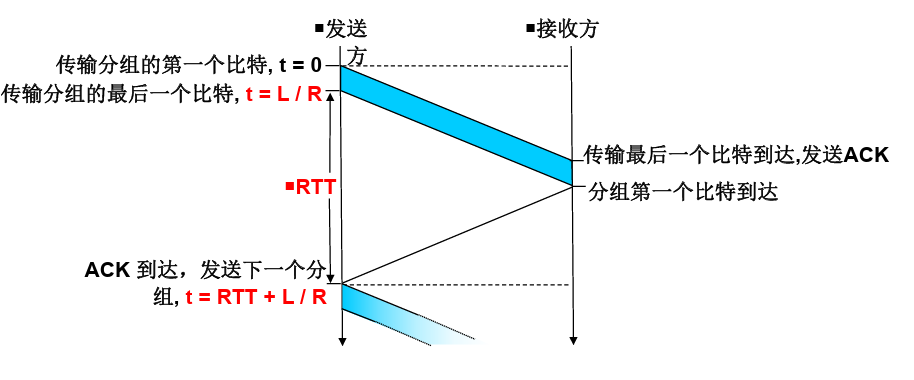 ▪发送方
▪接收方
传输分组的第一个比特, t = 0
传输分组的最后一个比特, t = L / R
传输最后一个比特到达,发送ACK
▪RTT
分组第一个比特到达
ACK 到达，发送下一个分
组, t = RTT + L / R